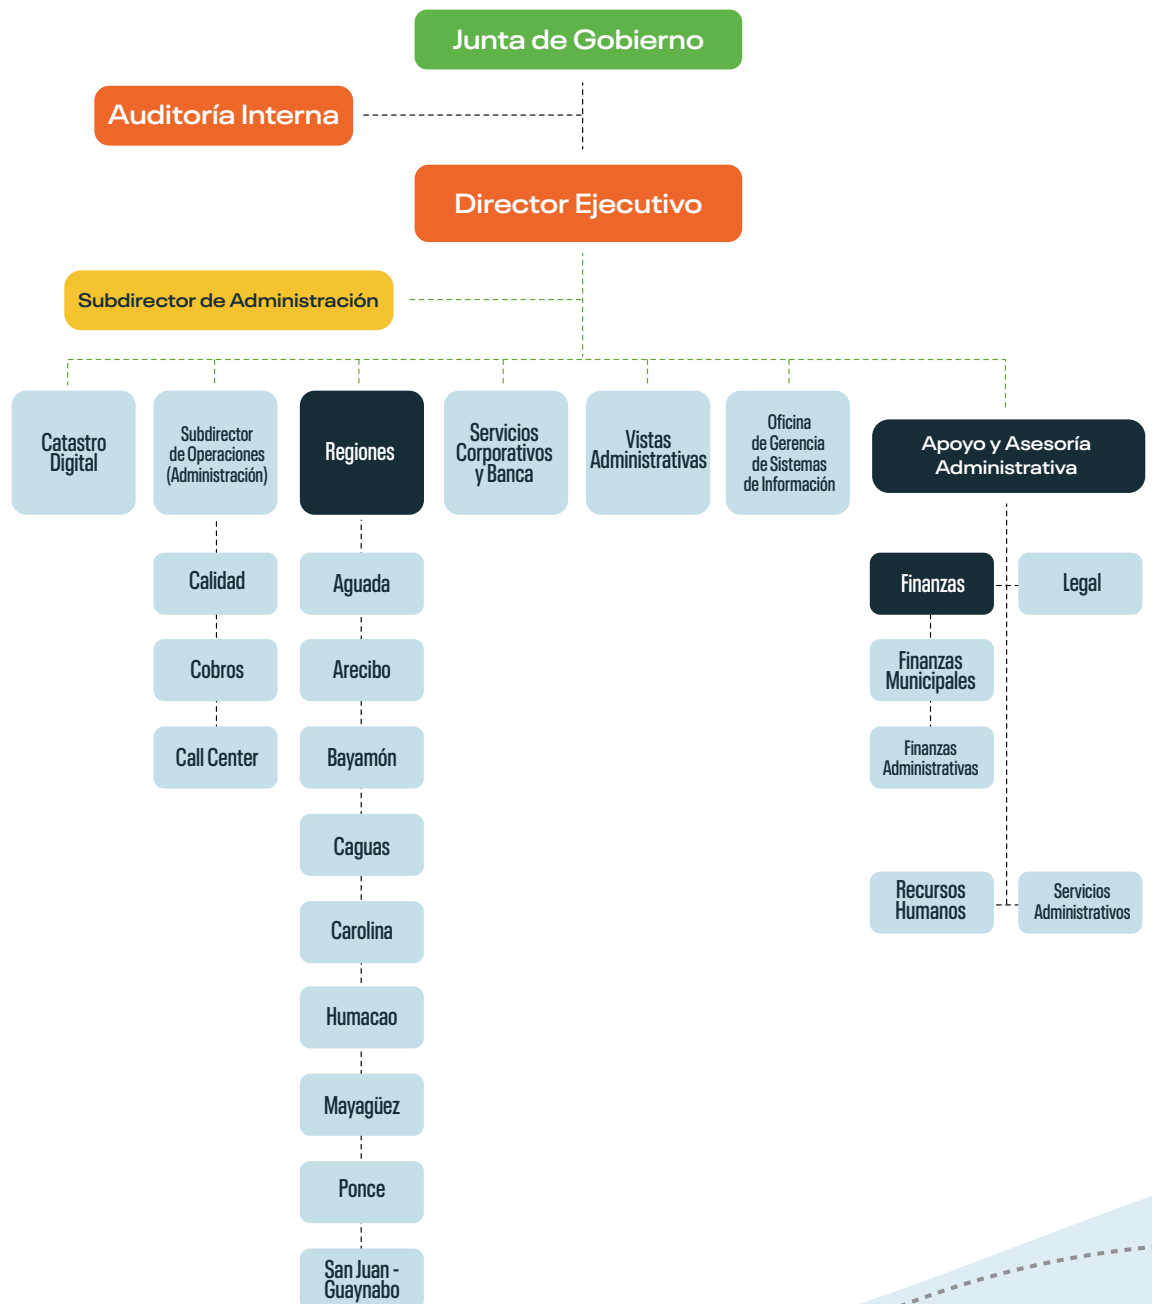 Junta de Gobierno
Auditoría Interna
Director Ejecutivo
Subdirector de Administración
Catastro
Digital
Subdirector
de Operaciones
(Administración)
Regiones
Servicios
Corporativos
y Banca
Vistas
Administrativas
Oficina
de Gerencia
de Sistemas
de Información
Apoyo y Asesoría
Administrativa
Calidad
Cobros
Call Center
Aguada
Arecibo
Bayamón
Caguas
Carolina
Humacao
Mayagüez
Ponce
San Juan -
Guaynabo
Finanzas
Legal
Finanzas
Municipales
Finanzas
Administrativas
Recursos
Humanos
Servicios
Administrativos